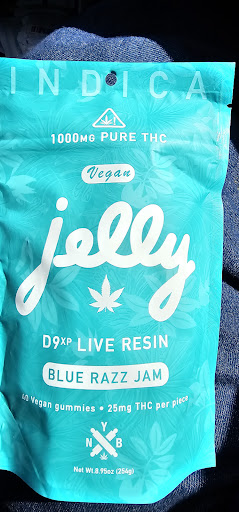 INDICA
1000MG PURE THC
Vegan
jelly
D9XP LIVE RESIN
BLUE RAZZ JAM
40 Vegan gummies • 25mg THC per piece
Y
N B
Net Wt.8.95oz (254g)